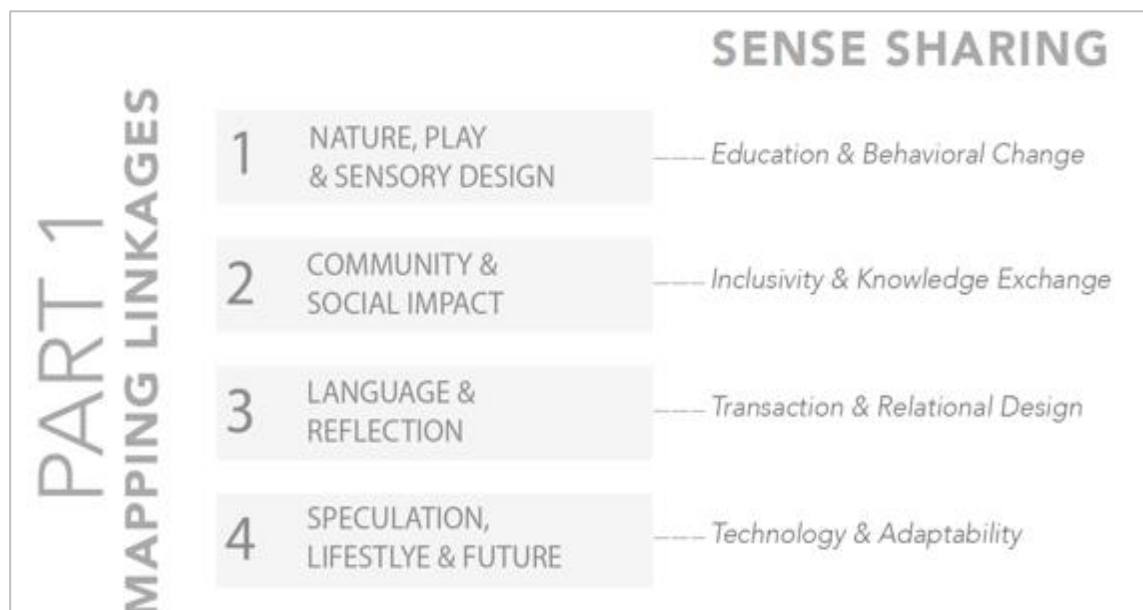 PART 1
MAPPING LINKAGES
SENSE SHARING
1
NATURE, PLAY
& SENSORY DESIGN
Education & Behavioral Change
2
COMMUNITY &
SOCIAL IMPACT
Inclusivity & Knowledge Exchange
3
LANGUAGE &
REFLECTION
Transaction & Relational Design
4
SPECULATION,
LIFESTLYE & FUTURE
Technology & Adaptability